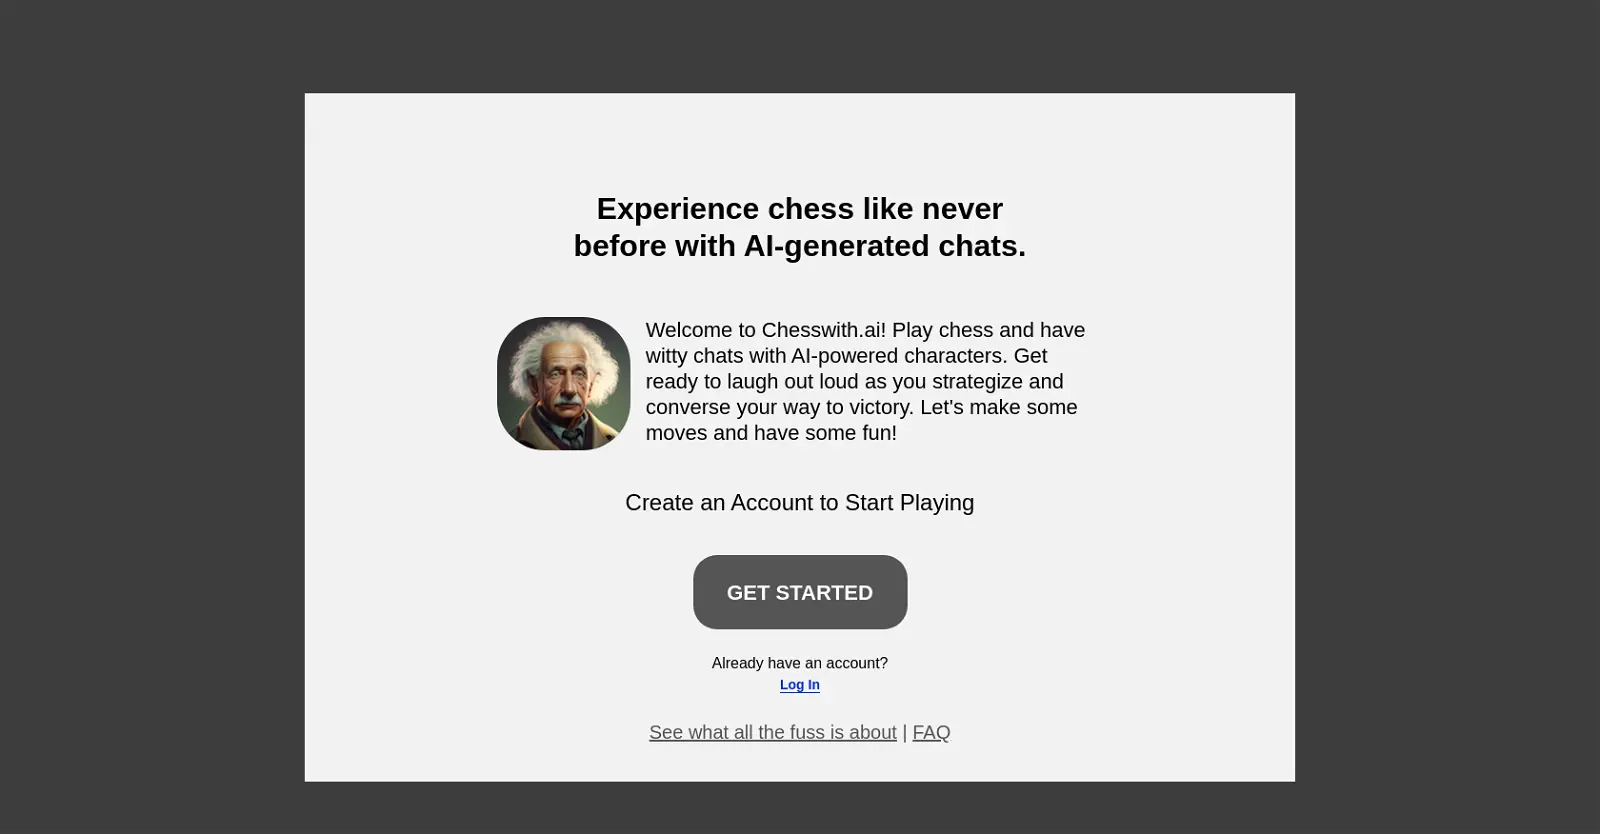 Experience chess like never
before with AI-generated chats.
Welcome to Chesswith.ai! Play chess and have
witty chats with AI-powered characters. Get
ready to laugh out loud as you strategize and
converse your way to victory. Let's make some
moves and have some fun!
Create an Account to Start Playing
GET STARTED
Already have an account?
Log In
See what all the fuss is about | FAQ